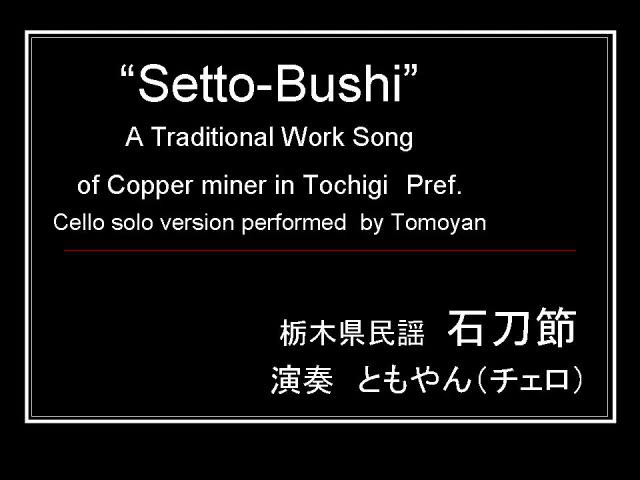 “Setto-Bushi”
A Traditional Work Song
of Copper miner in Tochigi　Pref.
Cello solo version performed  by Tomoyan
栃木県民謡　石刀節
演奏　ともやん（チェロ）